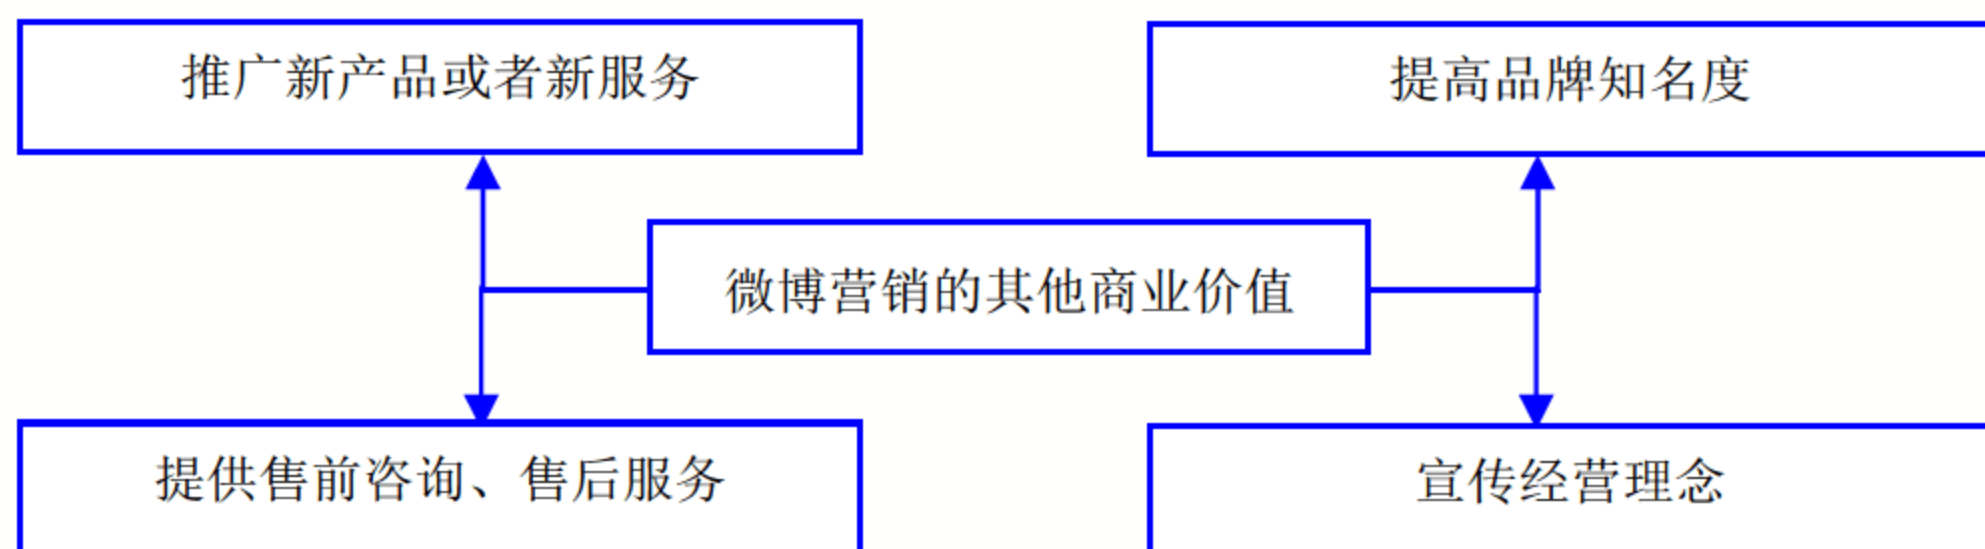 推广新产品或者新服务
提高品牌知名度
微博营销的其他商业价值
提供售前咨询、售后服务
宣传经营理念